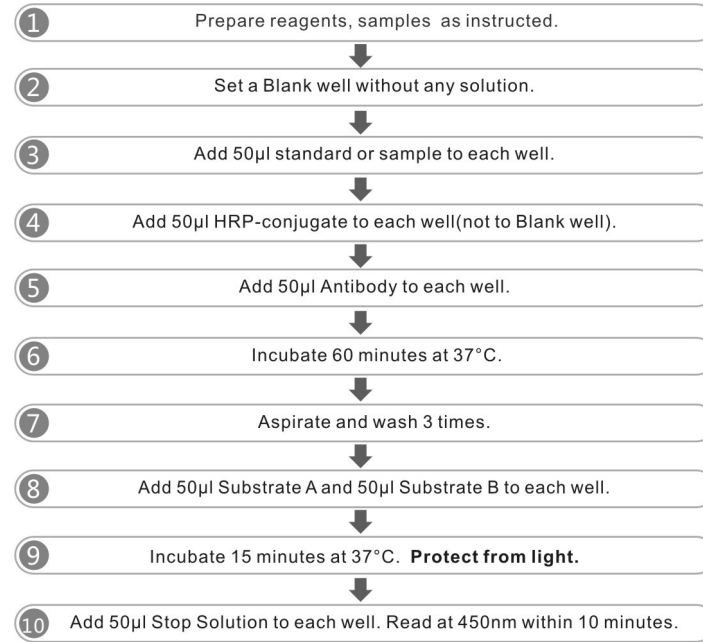 1 Prepare reagents, samples as instructed.
2 Set a Blank well without any solution.
3 Add 50μl standard or sample to each well.
4 Add 50μl HRP-conjugate to each well(not to Blank well).
5 Add 50μl Antibody to each well.
6 Incubate 60 minutes at 37°C.
7 Aspirate and wash 3 times.
8 Add 50μl Substrate A and 50μl Substrate B to each well.
9 Incubate 15 minutes at 37°C. Protect from light.
10 Add 50μl Stop Solution to each well. Read at 450nm within 10 minutes.